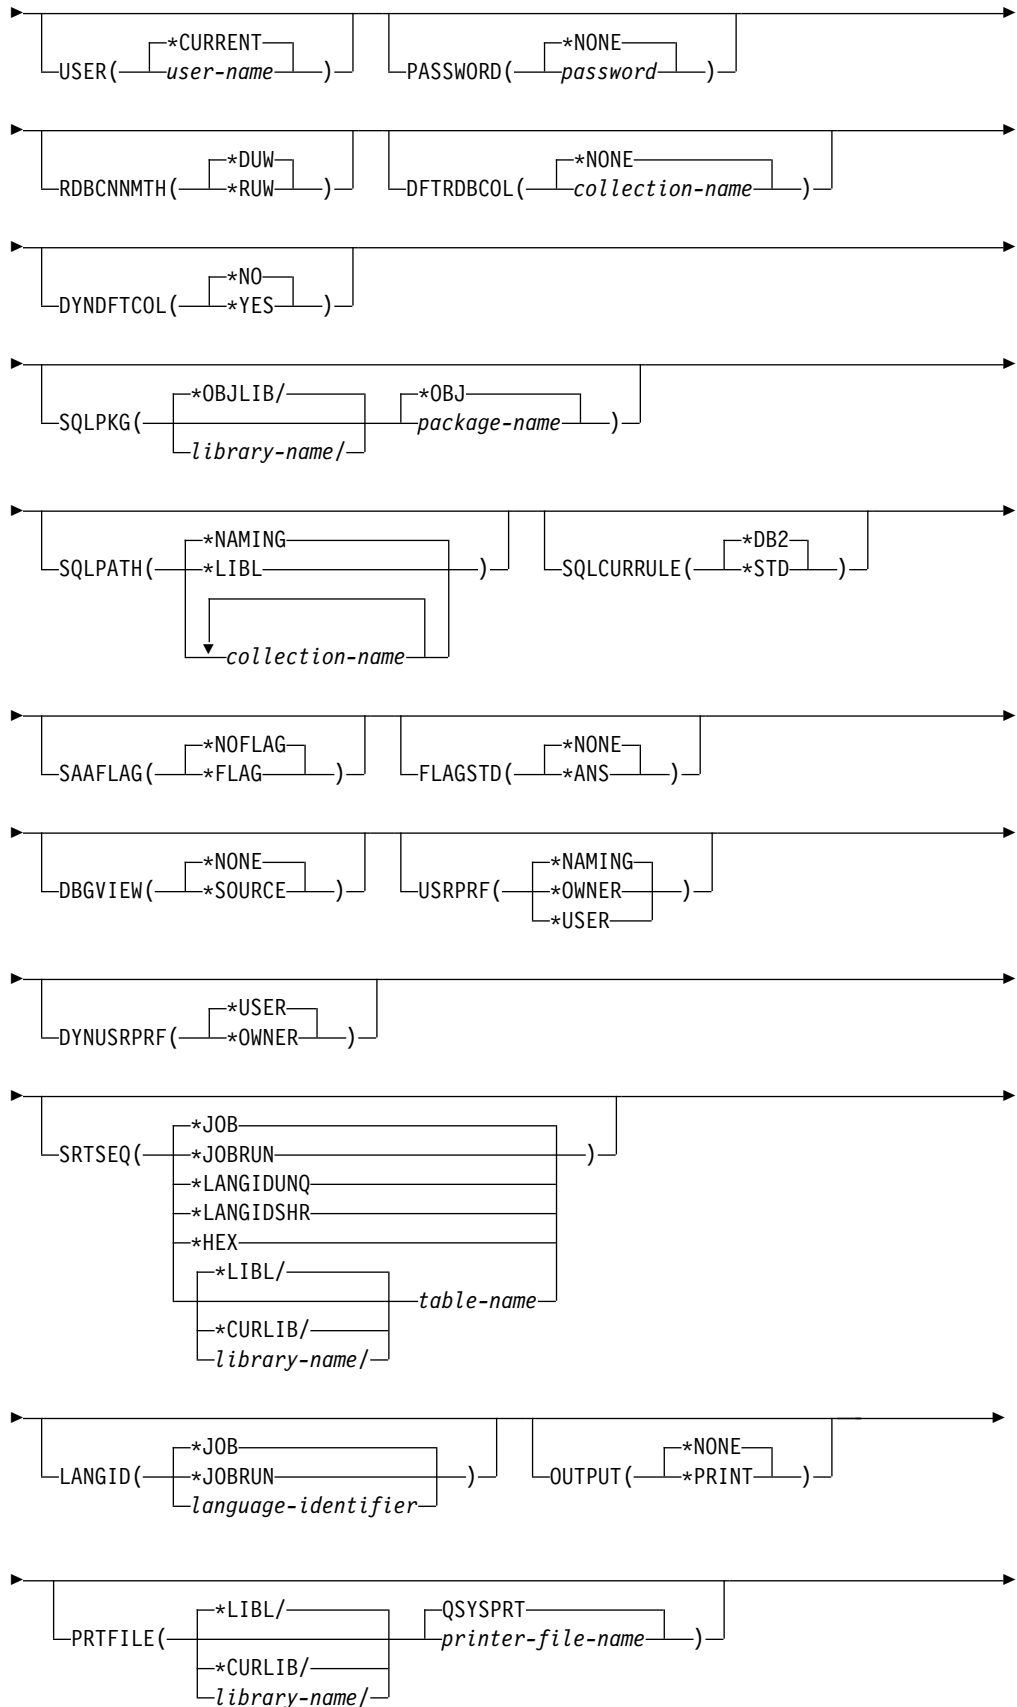 *CURRENT *NONE
USER( user-name ) PASSWORD( password )
*DUW *NONE
RDBCNNMTH( *RUW ) DFTRDBCOL( collection-name )
*NO
DYNDFTCOL( *YES )
*OBJLIB/ *OBJ
SQLPKG( package-name )
library-name/
*NAMING *DB2
SQLPATH( *LIBL ) SQLCURRULE( *STD )
collection-name
*NOFLAG *NONE
SAAFLAG( *FLAG ) FLAGSTD( *ANS )
*NONE *NAMING
DBGVIEW( *SOURCE ) USRPRF( *OWNER )
*USER
*USER
DYNUSRPRF( *OWNER )
*JOB
SRTSEQ( *JOBRUN )
*LANGIDUNQ
*LANGIDSHR
*HEX
*LIBL/
table-name
*CURLIB/
library-name/
*JOB *NONE
LANGID( *JOBRUN ) OUTPUT( *PRINT )
language-identifier
*LIBL/ QSYSPRT
PRTFILE( printer-file-name )
*CURLIB/
library-name/